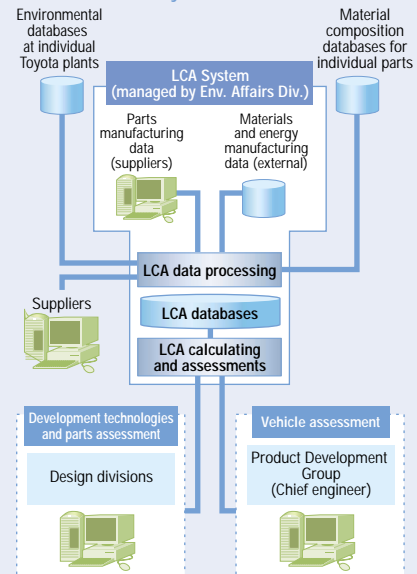 Environmental
databases
at individual
Toyota plants
Material
composition
databases for
individual parts
LCA System
(managed by Env. Affairs Div.)
Parts
manufacturing
data
(suppliers)
Materials
and energy
manufacturing
data (external)
LCA data processing
Suppliers
LCA databases
LCA calculating
and assessments
Development technologies
and parts assessment
Design divisions
Vehicle assessment
Product Development
Group
(Chief engineer)